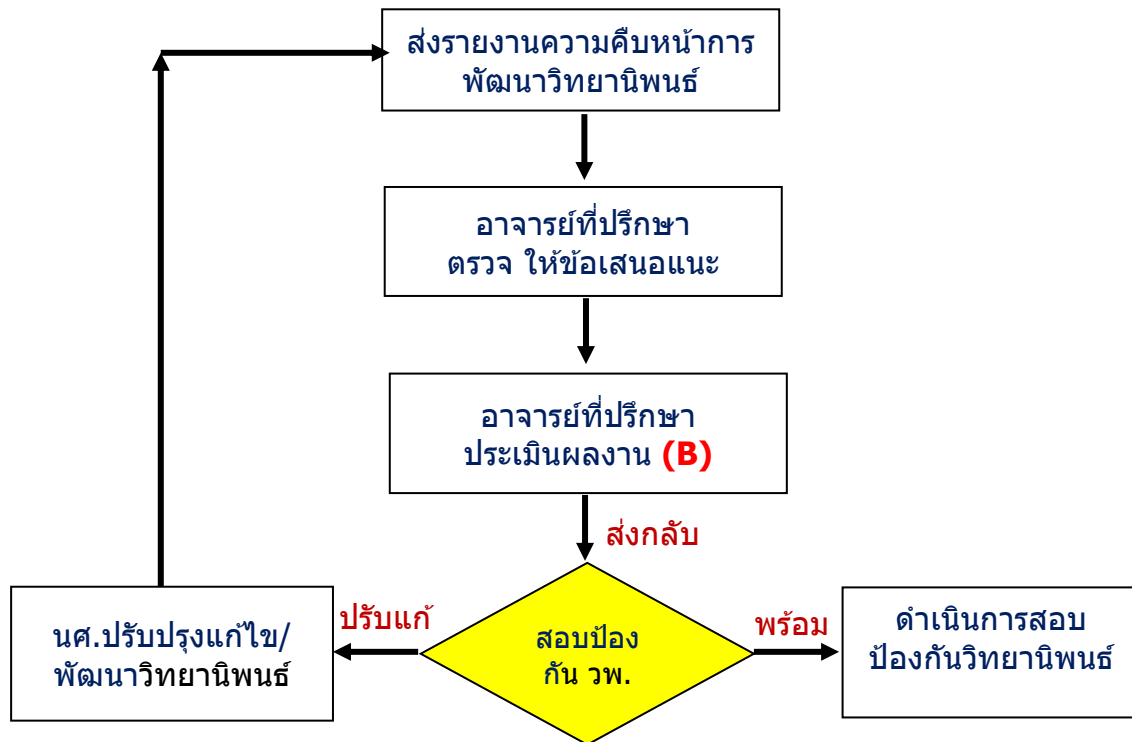 ส่งรายงานความคืบหน้าการ
พัฒนาวิทยานิพนธ์
อาจารย์ที่ปรึกษา
ตรวจ ให้ข้อเสนอแนะ
อาจารย์ที่ปรึกษา
ประเมินผลงาน (B)
ส่งกลับ
ปรับแก้
สอบป้อง
กัน วพ.
พร้อม
นศ.ปรับปรุงแก้ไข/
พัฒนาวิทยานิพนธ์
ดำเนินการสอบ
ป้องกันวิทยานิพนธ์